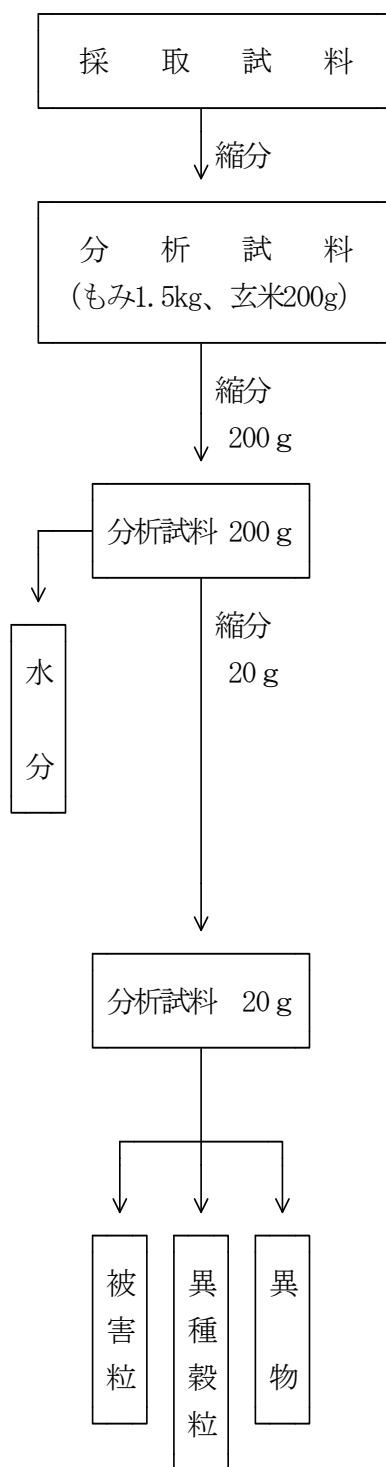 採取試料
縮分
分析試料
(もみ1.5kg、玄米200g)
縮分
200ｇ
分析試料 200ｇ
縮分
20ｇ
水分
分析試料 20ｇ
被害粒
異種穀粒
異物